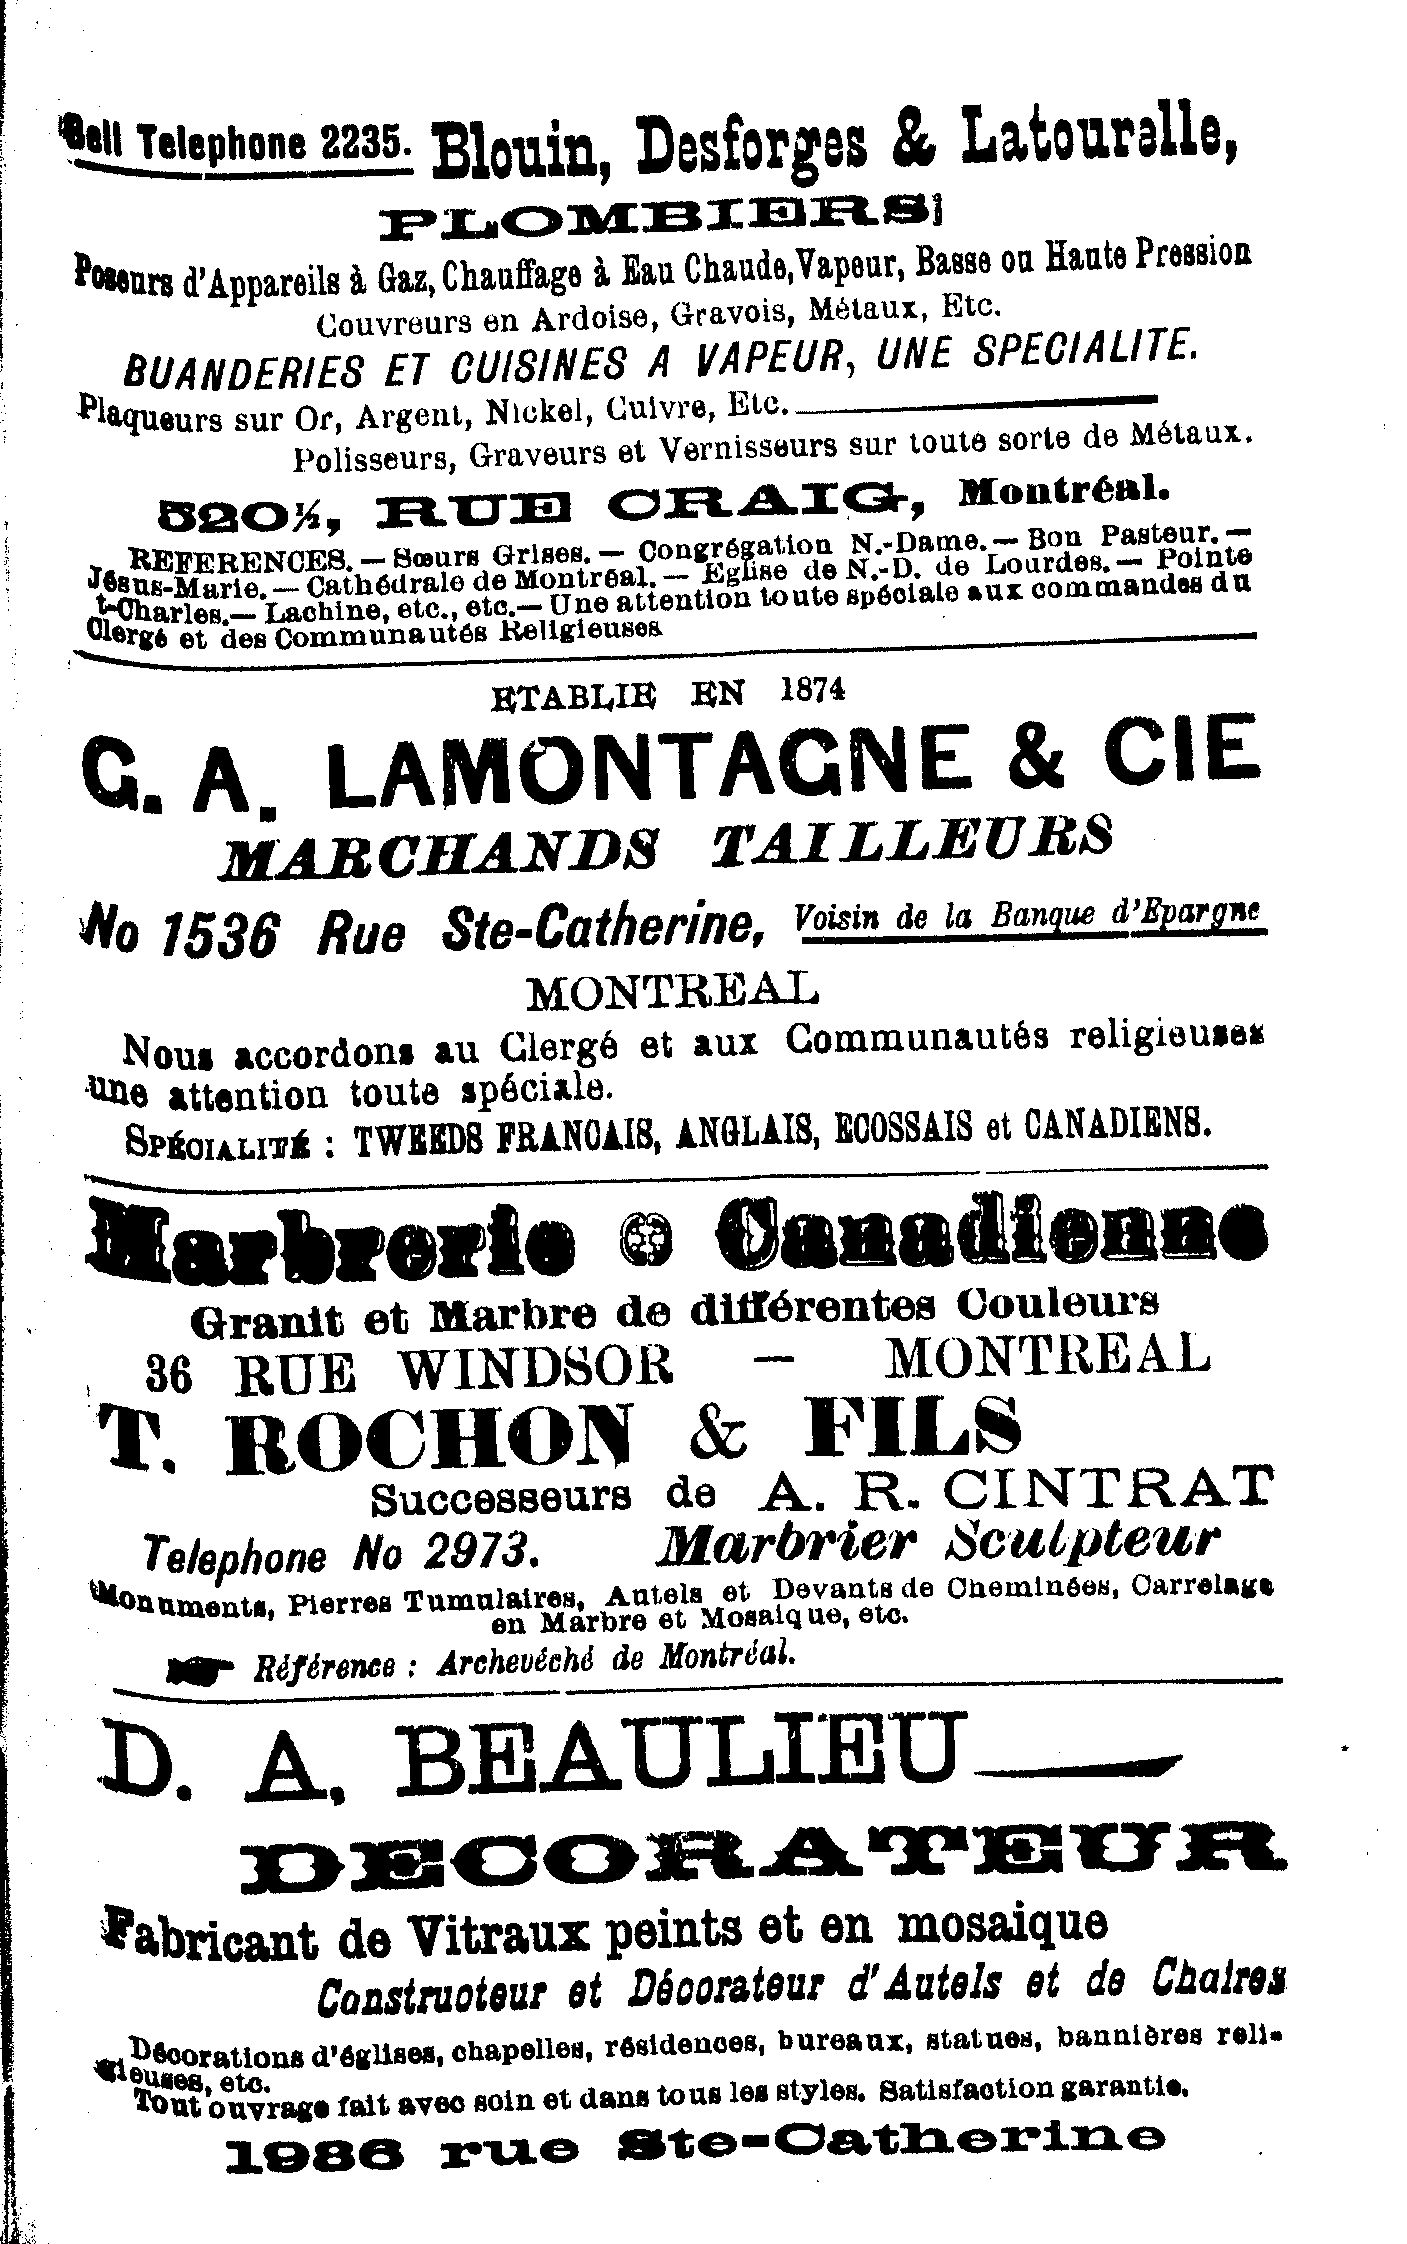 Bell Telephone 2235. Blouin, Desforges & Latourelle,
PLOMBIERS
Poseurs d'Appareils à Gaz, Chauffage à Eau Chaude, Vapeur, Basse ou Haute Pression
Couvreurs en Ardoise, Gravois, Métaux, Etc.
BUANDERIES ET CUISINES A VAPEUR, UNE SPECIALITE.
Plaqueurs sur Or, Argent, Nickel, Cuivre, Etc.
Polisseurs, Graveurs et Vernisseurs sur toute sorte de Métaux.
520½, RUE CRAIG, Montréal.
REFERENCES. — Sœurs Grises. — Congrégation N.-Dame. — Bon Pasteur. —
Jésus-Marie. — Cathédrale de Montréal. — Eglise de N.-D. de Lourdes. — Pointe
t-Charles. — Lachine, etc., etc. — Une attention toute spéciale aux commandes du
Clergé et des Communautés Religieuses
ETABLIE EN 1874
G. A. LAMONTAGNE & CIE
MARCHANDS TAILLEURS
No 1536 Rue Ste-Catherine, Voisin de la Banque d'Epargne
MONTREAL
Nous accordons au Clergé et aux Communautés religieuses
une attention toute spéciale.
SPÉCIALITÉ : TWEEDS FRANCAIS, ANGLAIS, ECOSSAIS et CANADIENS.
Marbrerie Canadienne
Granit et Marbre de différentes Couleurs
36 RUE WINDSOR — MONTREAL
T. ROCHON & FILS
Successeurs de A. R. CINTRAT
Telephone No 2973. Marbrier Sculpteur
Monuments, Pierres Tumulaires, Autels et Devants de Cheminées, Carrelage
en Marbre et Mosaique, etc.
Référence : Archevéché de Montréal.
D. A. BEAULIEU
DECORATEUR
Fabricant de Vitraux peints et en mosaique
Constructeur et Décorateur d'Autels et de Chaires
Décorations d'églises, chapelles, résidences, bureaux, statues, bannières reli-
gieuses, etc.
Tout ouvrage fait avec soin et dans tous les styles. Satisfaction garantie.
1986 rue Ste-Catherine